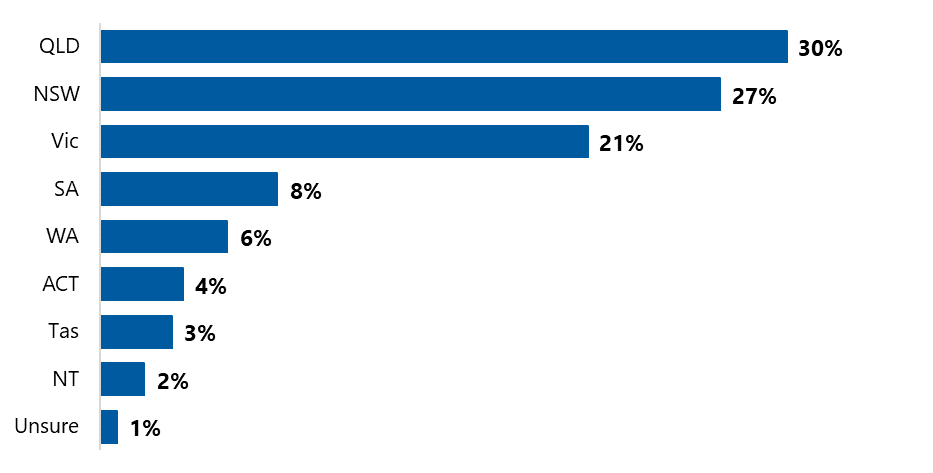 QLD 30%
NSW 27%
Vic 21%
SA 8%
WA 6%
ACT 4%
Tas 3%
NT 2%
Unsure 1%